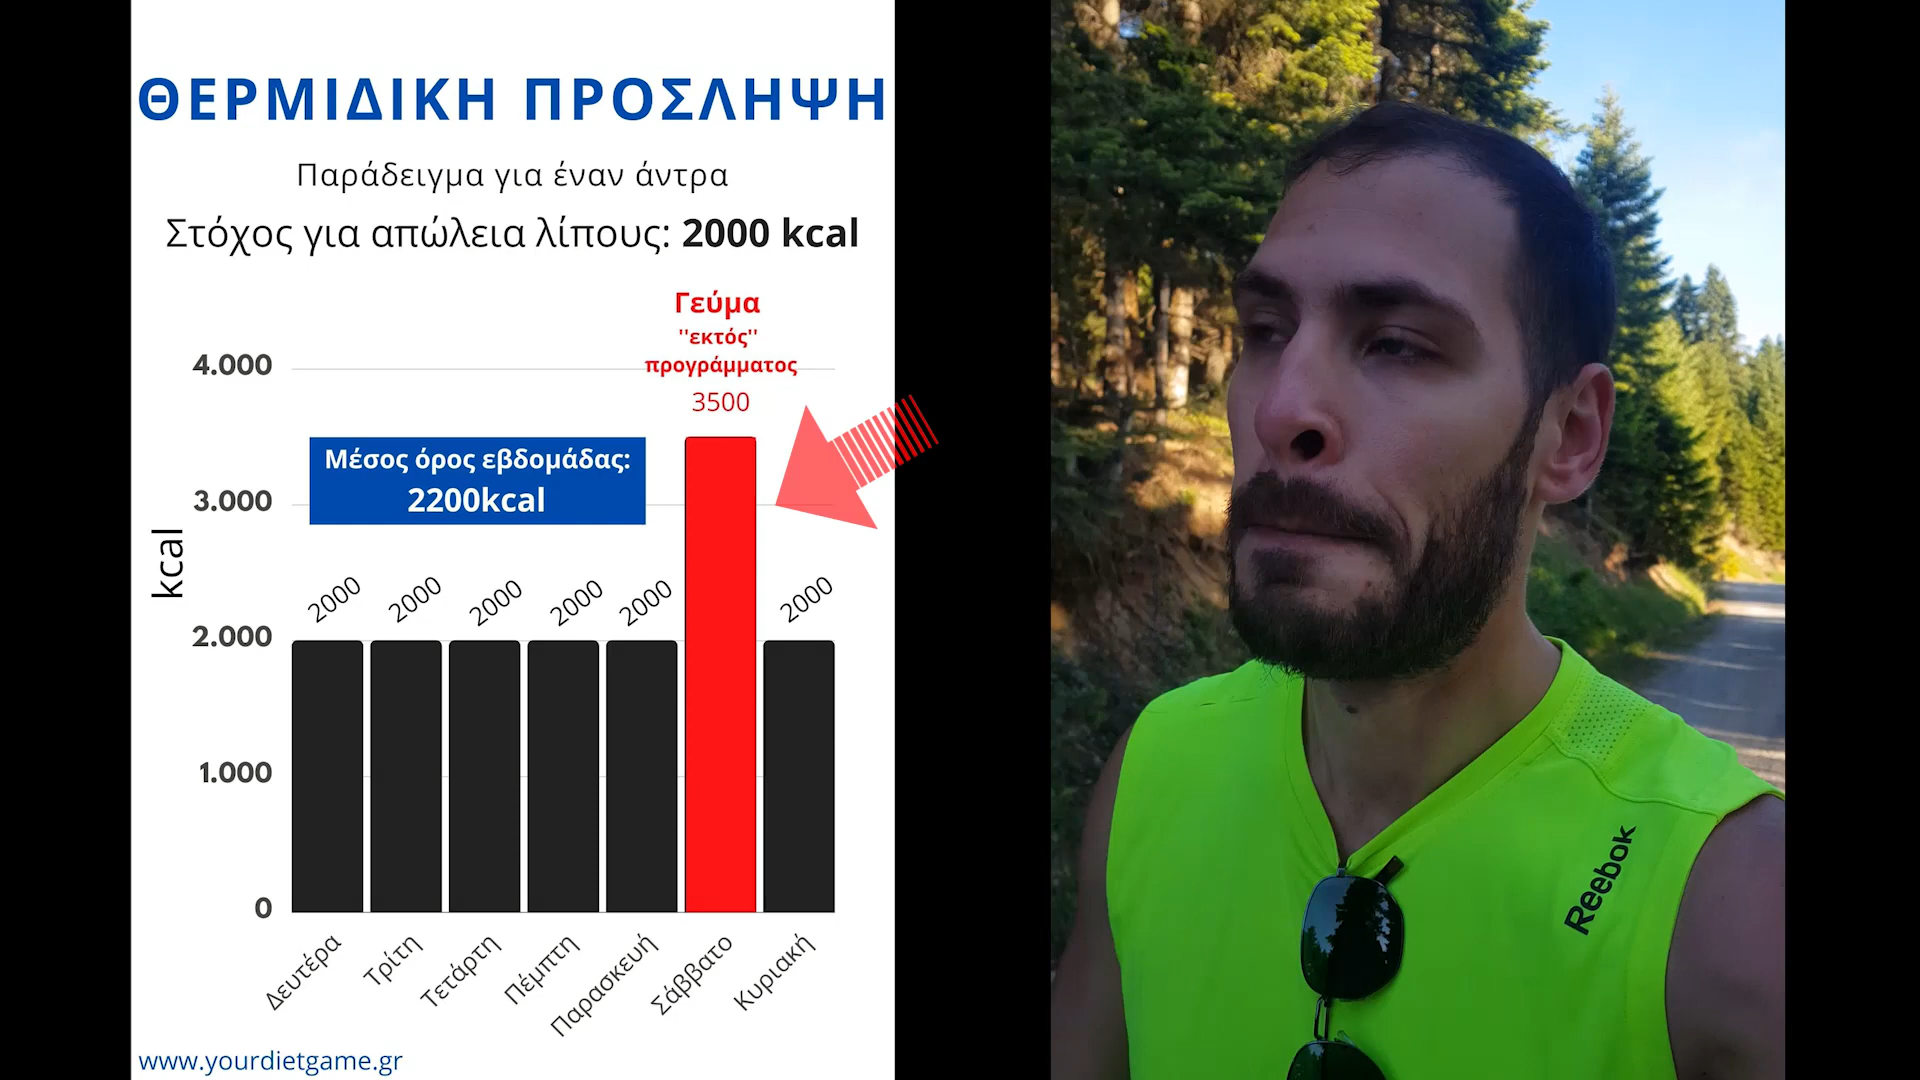 ΘΕΡΜΙΔΙΚΗ ΠΡΟΣΛΗΨΗ
Παράδειγμα για έναν άντρα
Στόχος για απώλεια λίπους: 2000 kcal
Γεύμα
''εκτός''
προγράμματος
3500
Μέσος όρος εβδομάδας:
2200kcal
kcal
4.000
3.000
2.000
1.000
0
2000
2000
2000
2000
2000
2000
Δευτέρα
Τρίτη
Τετάρτη
Πέμπτη
Παρασκευή
Σάββατο
Κυριακή
www.yourdietgame.gr
Reebok